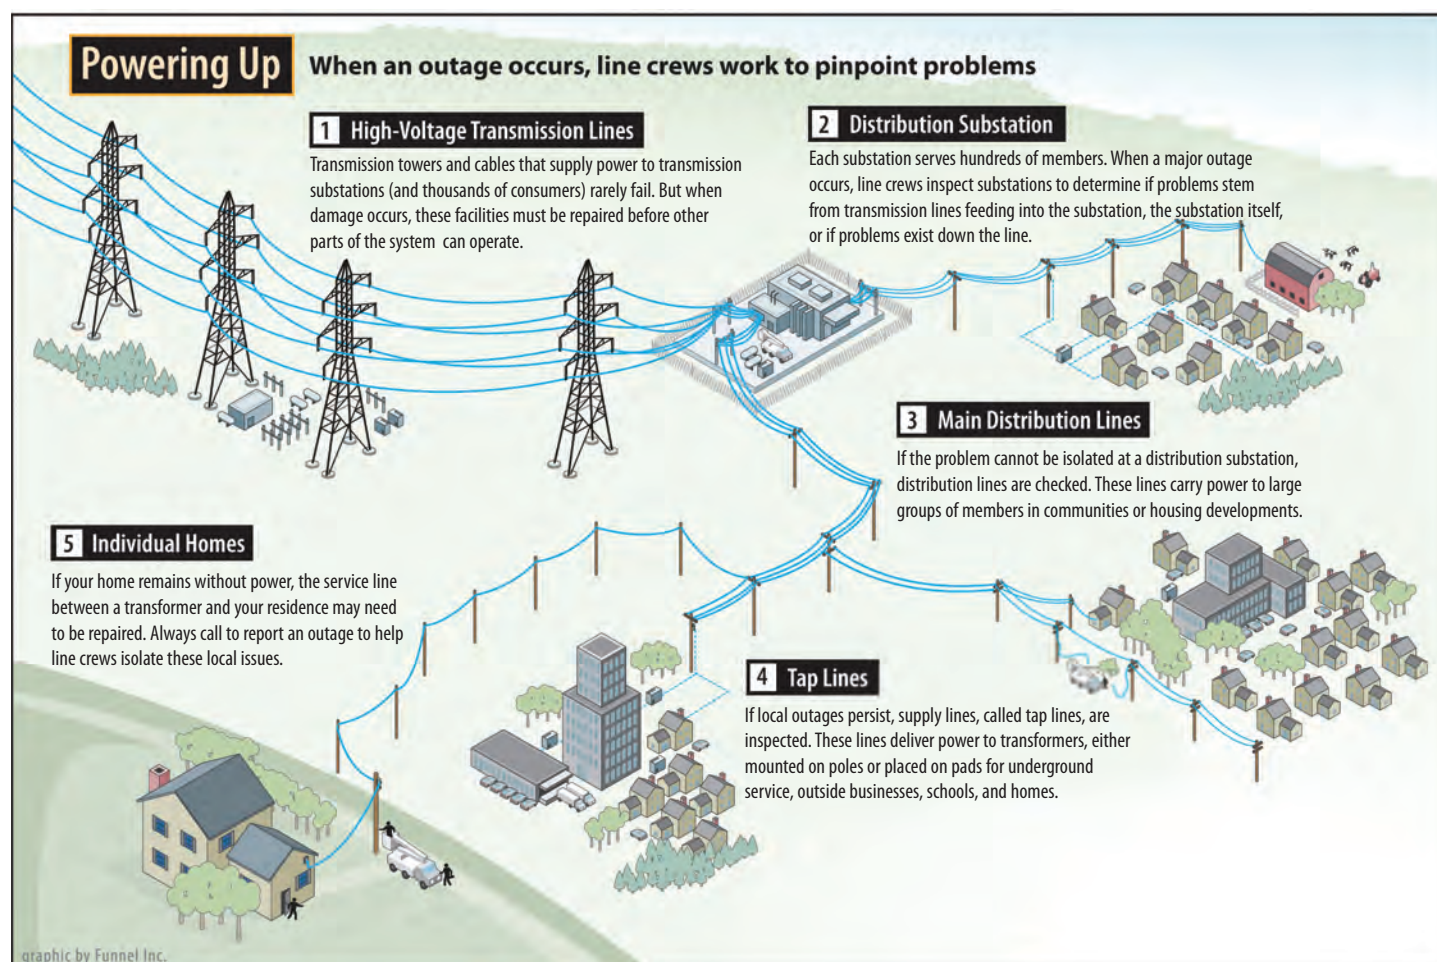 Powering Up
When an outage occurs, line crews work to pinpoint problems
1 High-Voltage Transmission Lines
Transmission towers and cables that supply power to transmission
substations (and thousands of consumers) rarely fail. But when
damage occurs, these facilities must be repaired before other
parts of the system can operate.
2 Distribution Substation
Each substation serves hundreds of members. When a major outage
occurs, line crews inspect substations to determine if problems stem
from transmission lines feeding into the substation, the substation itself,
or if problems exist down the line.
3 Main Distribution Lines
If the problem cannot be isolated at a distribution substation,
distribution lines are checked. These lines carry power to large
groups of members in communities or housing developments.
4 Tap Lines
If local outages persist, supply lines, called tap lines, are
inspected. These lines deliver power to transformers, either
mounted on poles or placed on pads for underground
service, outside businesses, schools, and homes.
5 Individual Homes
If your home remains without power, the service line
between a transformer and your residence may need
to be repaired. Always call to report an outage to help
line crews isolate these local issues.
graphic by Funnel Inc.